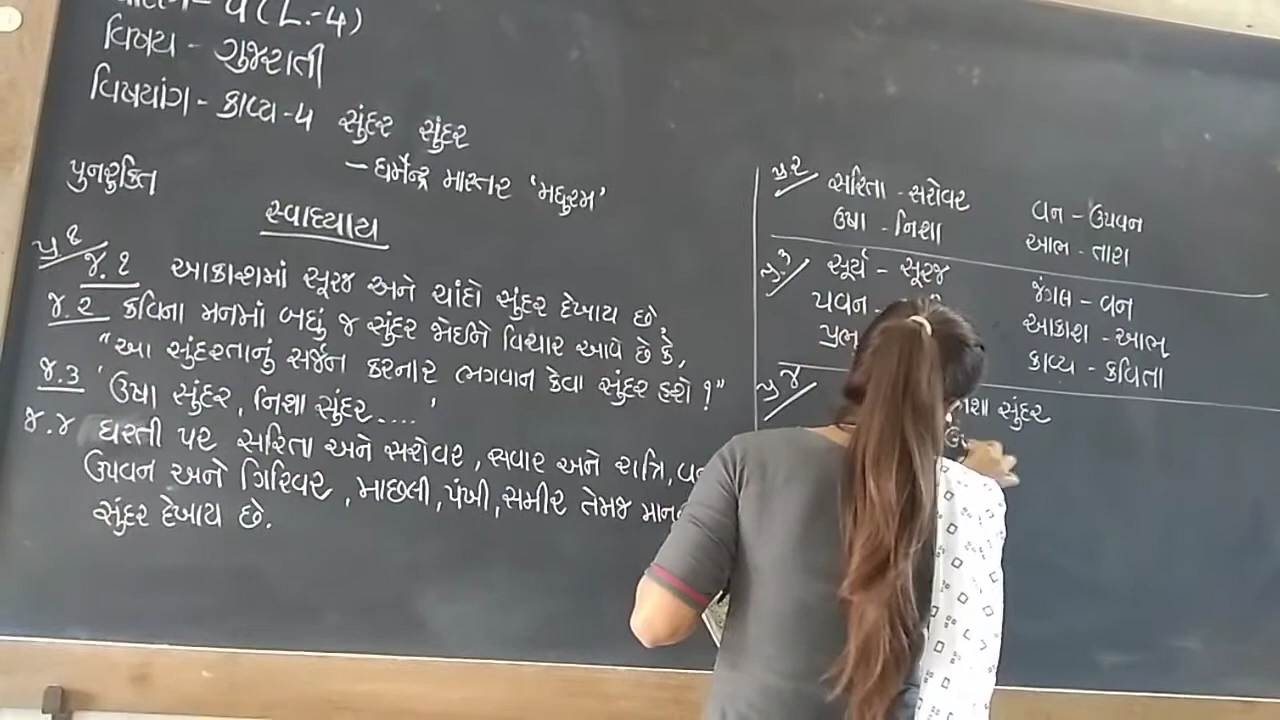 (L.-4)
વિષય - ગુજરાતી
વિષયાંગ - કાવ્ય-૫ સુંદર સુંદર
- ધર્મેન્દ્ર માસ્તર 'મધુરમ'
પુનરુક્તિ
સ્વાધ્યાય
પ્ર ૧
જ.૧ આકાશમાં સૂરજ અને ચાંદો સુંદર દેખાય છે.
જ.૨ કવિના મનમાં બધું જ સુંદર જોઈને વિચાર આવે છે કે,
"આ સુંદરતાનું સર્જન કરનાર ભગવાન કેવા સુંદર હશે !"
જ.૩ 'ઉષા સુંદર, નિશા સુંદર.....'
જ.૪ ધરતી પર સરિતા અને સરોવર, સવાર અને રાત્રિ,
ઉપવન અને ગિરિવર, માછલી, પંખી, સમીર તેમજ
સુંદર દેખાય છે.
પ્ર ૨ સરિતા - સરોવર વન - ઉપવન
ઉષા - નિશા આભ - તારા
પ્ર.૩ સૂર્ય - સૂરજ જંગલ - વન
પવન - આકાશ - આભ
કાવ્ય - કવિતા
પ્ર ૪ સુંદર